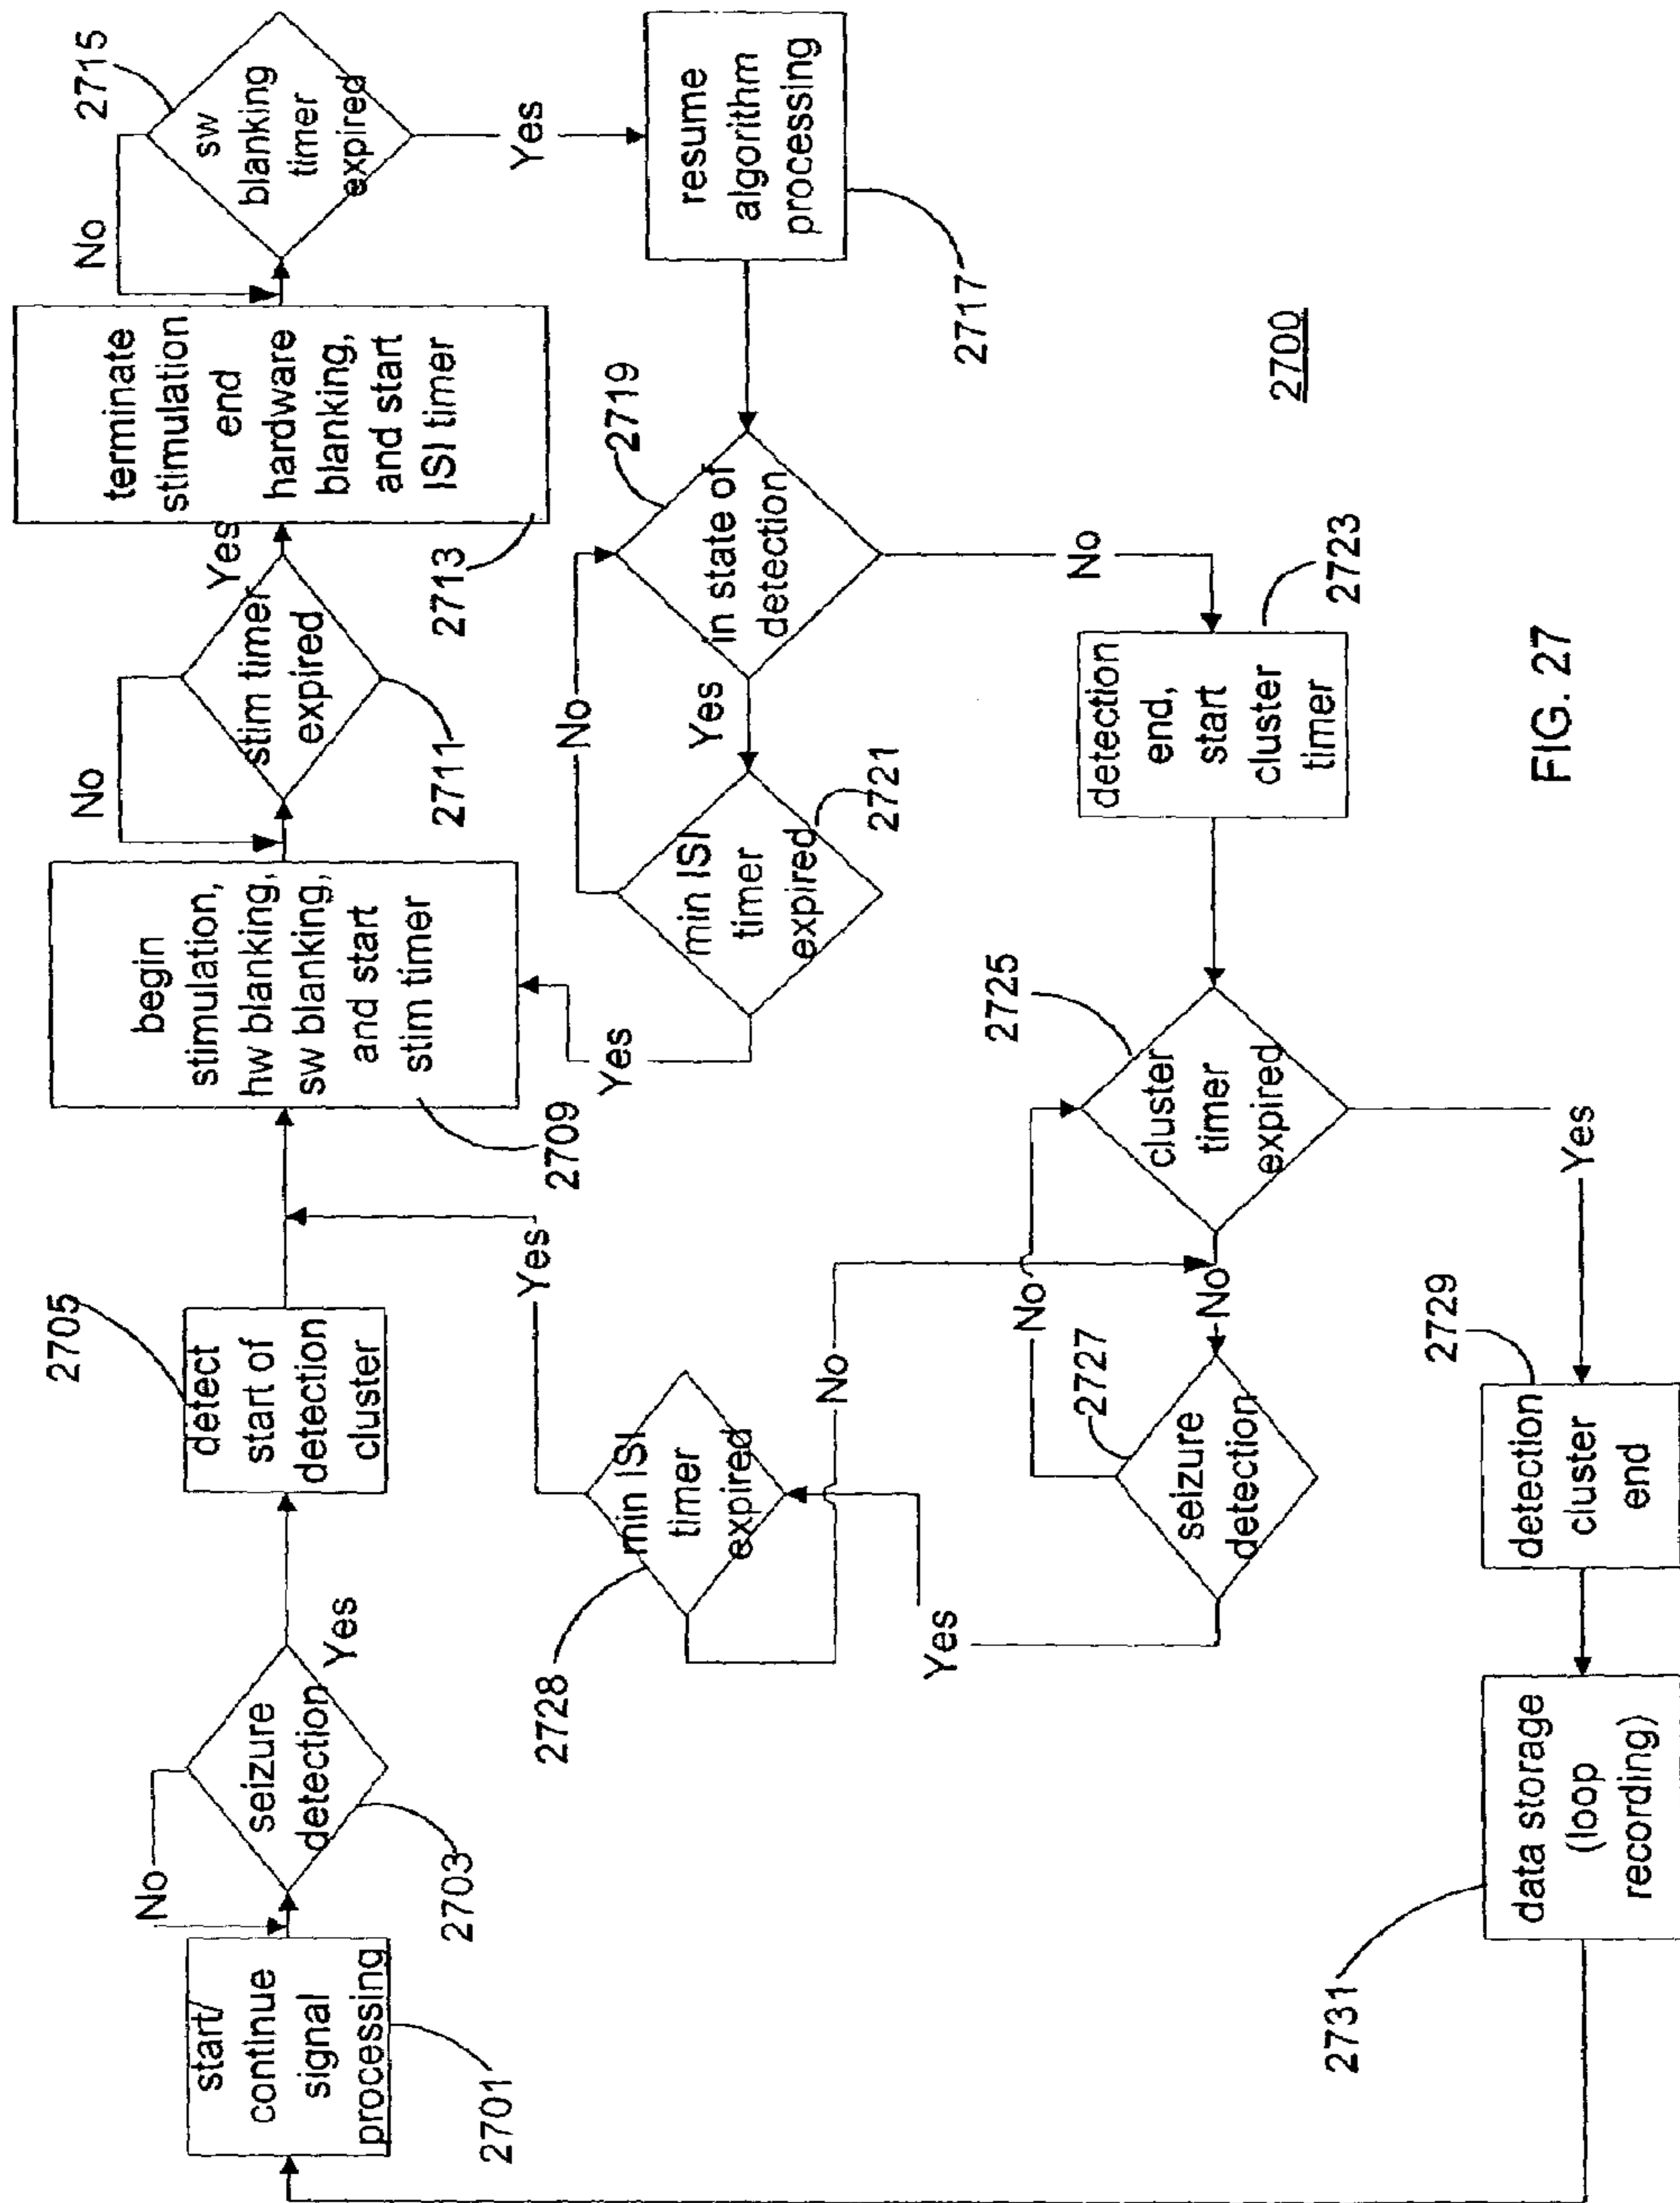 start/
continue
signal
processing
2701
No
seizure
detection
2703
Yes
detect
start of
detection
cluster
2705
begin
stimulation,
hw blanking,
sw blanking,
and start
stim timer
2709
No
stim timer
expired
2711
Yes
terminate
stimulation
end
hardware
blanking,
and start
ISI timer
2713
No
sw
blanking
timer
expired
2715
Yes
resume
algorithm
processing
2717
in state of
detection
2719
Yes
No
min ISI
timer
expired
2721
No
Yes
detection
end,
start
cluster
timer
2723
cluster
timer
expired
2725
No
Yes
seizure
detection
2727
No
Yes
min ISI
timer
expired
2728
No
Yes
detection
cluster
end
2729
data storage
(loop
recording)
2731
2700
FIG. 27